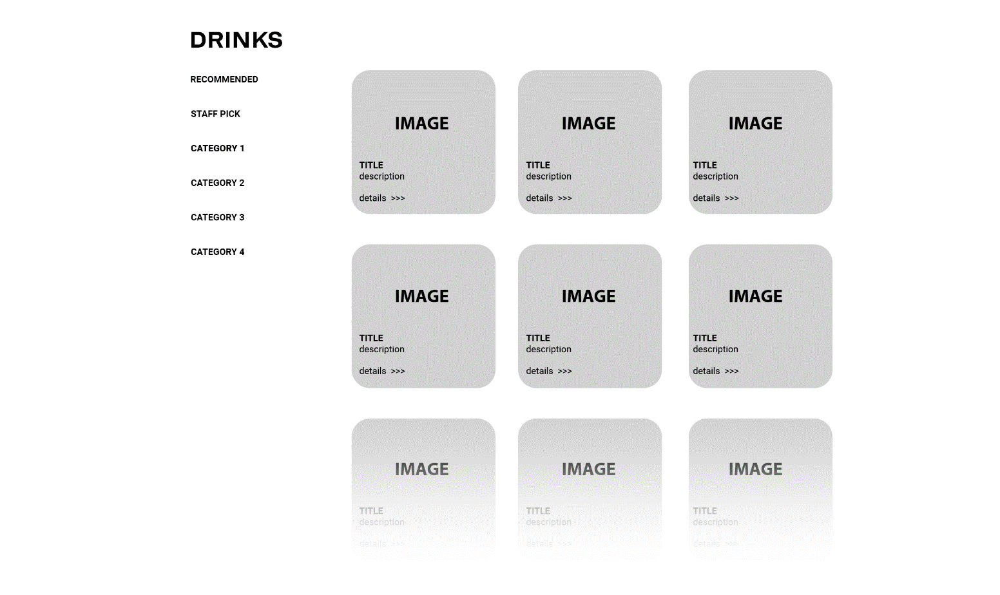 DRINKS
RECOMMENDED
STAFF PICK
CATEGORY 1
CATEGORY 2
CATEGORY 3
CATEGORY 4
IMAGE
TITLE
description
details >>>
IMAGE
TITLE
description
details >>>
IMAGE
TITLE
description
details >>>
IMAGE
TITLE
description
details >>>
IMAGE
TITLE
description
details >>>
IMAGE
TITLE
description
details >>>
IMAGE
TITLE
description
details >>>
IMAGE
TITLE
description
details >>>
IMAGE
TITLE
description
details >>>